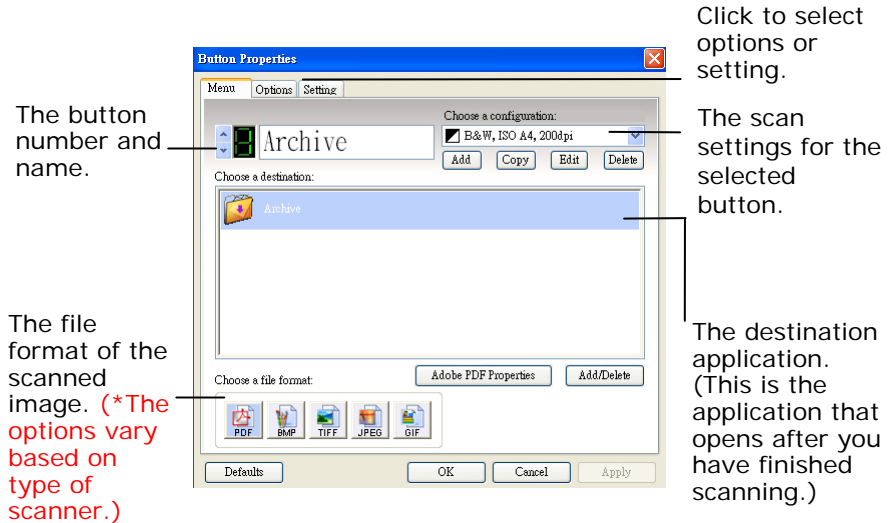 Click to select
options or
setting.
Button Properties
Menu Options Setting
The button
number and
name.
3 Archive
Choose a configuration:
B&W, ISO A4, 200dpi
Add Copy Edit Delete
The scan
settings for the
selected
button.
Choose a destination:
Archive
The file
format of the
scanned
image. (*The
options vary
based on
type of
scanner.)
The destination
application.
(This is the
application that
opens after you
have finished
scanning.)
Adobe PDF Properties Add/Delete
Choose a file format:
PDF BMP TIFF JPEG GIF
Defaults OK Cancel Apply